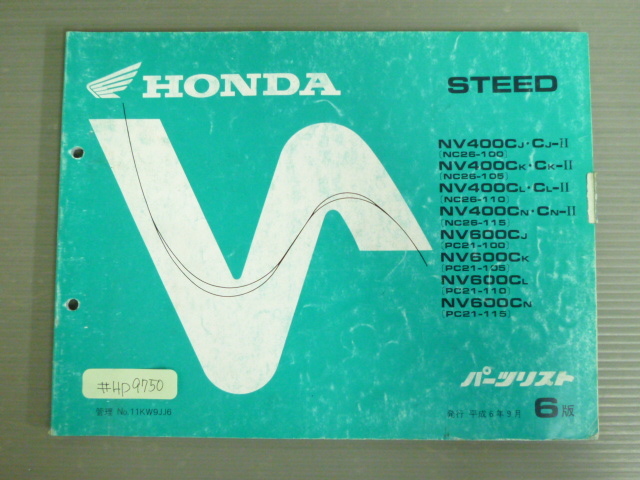 HONDA
STEED
NV400CJ・CJ-II
(NC26-100)
NV400CK・CK-II
(NC26-105)
NV400CL・CL-II
(NC26-110)
NV400CN・CN-II
(NC26-115)
NV600CJ
(PC21-100)
NV600CK
(PC21-105)
NV600CL
(PC21-110)
NV600CN
(PC21-115)
#HP9750
パーツリスト
管理 No.11KW9JJ6
発行 平成6年9月 6版